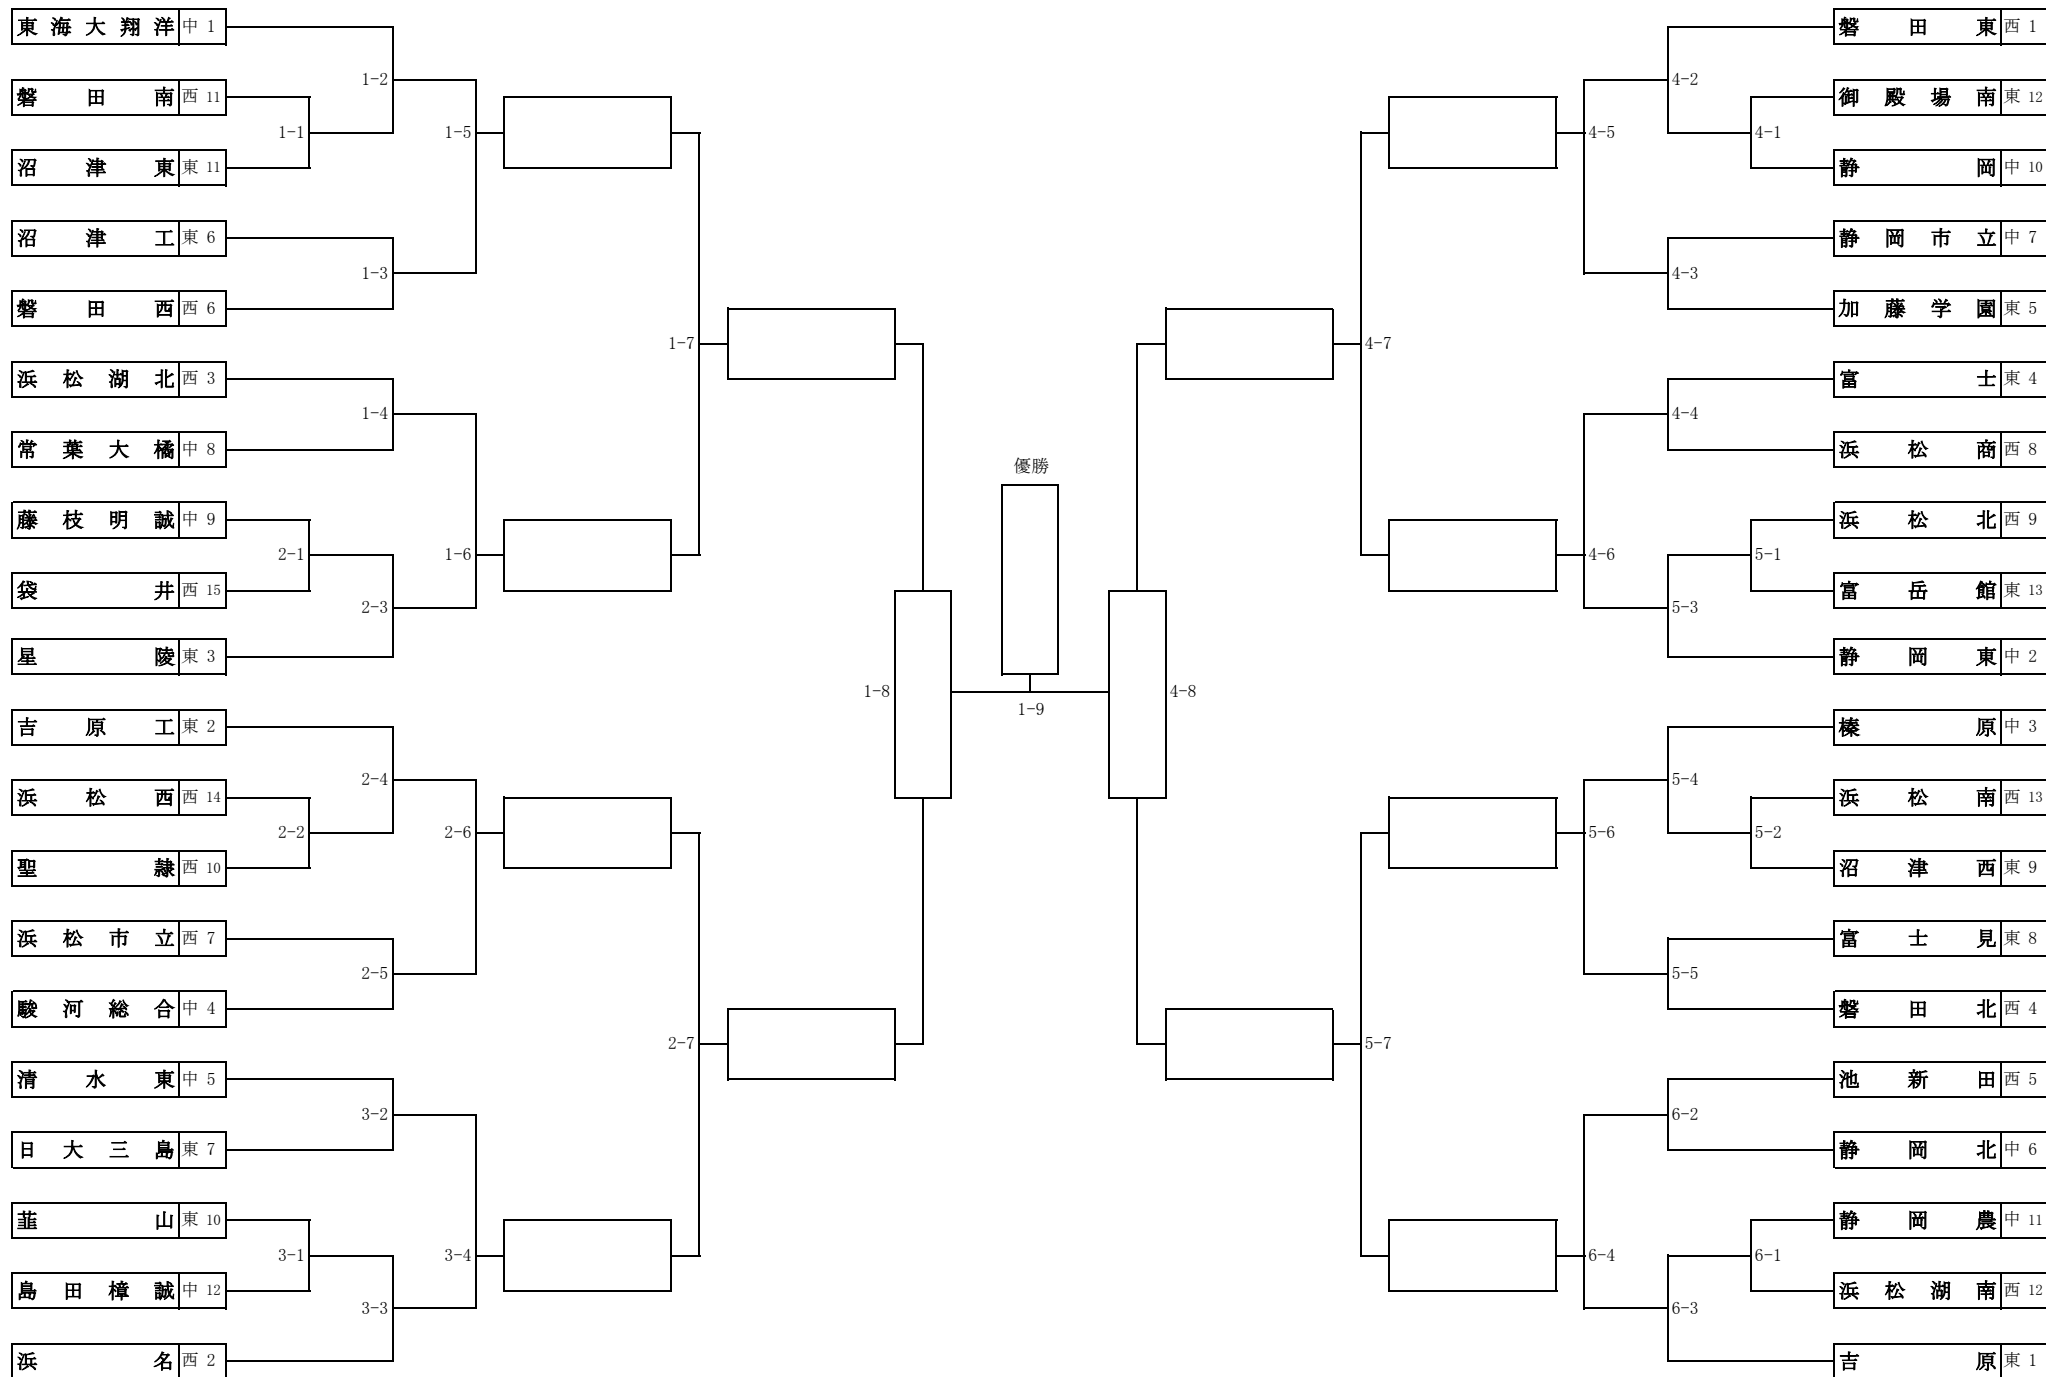 東海大翔洋 中 1
磐田南 西 11
沼津東 東 11
沼津工 東 6
磐田西 西 6
浜松湖北 西 3
常葉大橘 中 8
藤枝明誠 中 9
袋井 西 15
星陵 東 3
吉原工 東 2
浜松西 西 14
聖隷 西 10
浜松市立 西 7
駿河総合 中 4
清水東 中 5
日大三島 東 7
韮山 東 10
島田樟誠 中 12
浜名 西 2
1-1
2-1
2-2
3-1
1-2
1-3
1-4
2-3
2-4
2-5
3-2
3-3
1-5
1-6
2-6
3-4
1-7
2-7
1-8
優勝
1-9
4-8
4-7
5-7
4-5
4-6
5-6
6-4
4-2
4-3
4-4
5-3
5-4
5-5
6-2
6-3
4-1
5-1
5-2
6-1
磐田東 西 1
御殿場南 東 12
静岡 中 10
静岡市立 中 7
加藤学園 東 5
富士 東 4
浜松商 西 8
浜松北 西 9
富岳館 東 13
静岡東 中 2
榛原 中 3
浜松南 西 13
沼津西 東 9
富士見 東 8
磐田北 西 4
池新田 西 5
静岡北 中 6
静岡農 中 11
浜松湖南 西 12
吉原 東 1